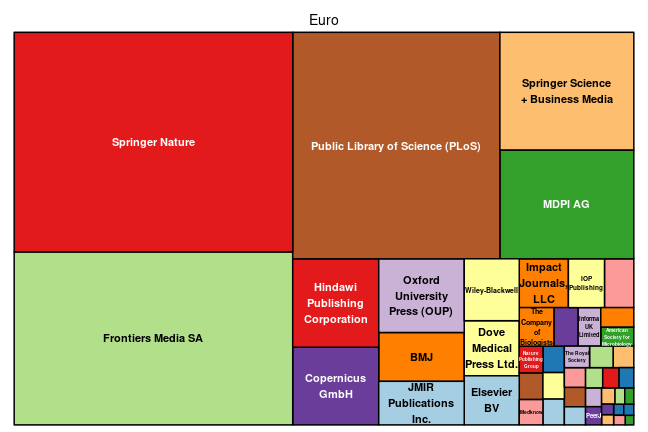 Euro
Springer Nature
Public Library of Science (PLoS)
Springer Science
+ Business Media
MDPI AG
Frontiers Media SA
Hindawi
Publishing
Corporation
Copernicus
GmbH
Oxford
University
Press (OUP)
BMJ
JMIR
Publications
Inc.
Wiley-Blackwell
Dove
Medical
Press Ltd.
Elsevier
BV
Impact
Journals,
LLC
IOP
Publishing
The
Company
of
Biologists
Informa
UK
Limited
American
Society for
Microbiology
Nature
Publishing
Group
The Royal
Society
Medknow
PeerJ